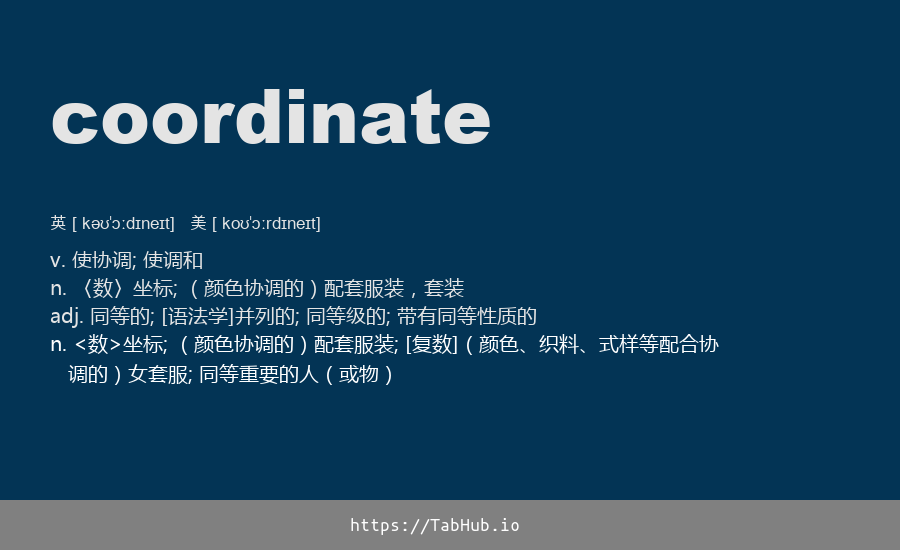 coordinate
英 [ kəʊˈɔːdɪneɪt] 美 [ koʊˈɔːrdɪneɪt]
v. 使协调; 使调和
n. 〈数〉坐标; （颜色协调的）配套服装，套装
adj. 同等的; [语法学]并列的; 同等级的; 带有同等性质的
n. <数>坐标; （颜色协调的）配套服装; [复数]（颜色、织料、式样等配合协
调的）女套服; 同等重要的人（或物）
https://TabHub.io